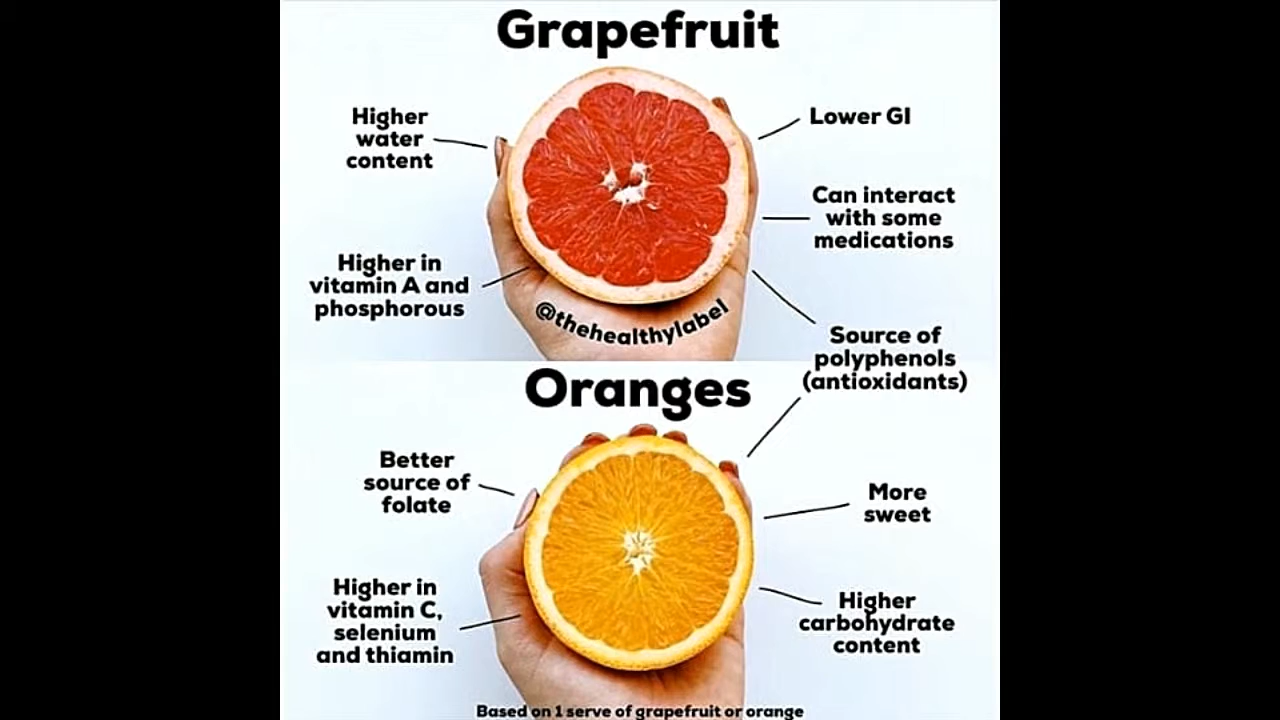 Grapefruit
Higher
water
content
Lower GI
Can interact
with some
medications
Higher in
vitamin A and
phosphorous
@thehealthylabel
Source of
polyphenols
(antioxidants)
Oranges
Better
source of
folate
More
sweet
Higher in
vitamin C,
selenium
and thiamin
Higher
carbohydrate
content
Based on 1 serve of grapefruit or orange